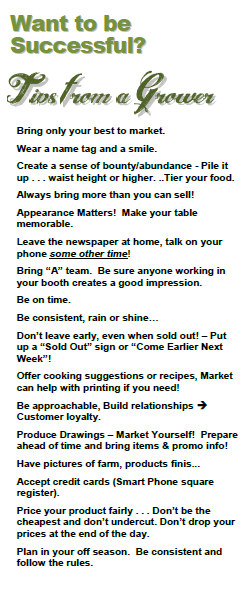 Want to be
Successful?
Tips from a Grower
Bring only your best to market.
Wear a name tag and a smile.
Create a sense of bounty/abundance - Pile it
up . . . waist height or higher. ..Tier your food.
Always bring more than you can sell!
Appearance Matters!  Make your table
memorable.
Leave the newspaper at home, talk on your
phone some other time!
Bring “A” team.  Be sure anyone working in
your booth creates a good impression.
Be on time.
Be consistent, rain or shine…
Don’t leave early, even when sold out! – Put
up a “Sold Out” sign or “Come Earlier Next
Week”!
Offer cooking suggestions or recipes, Market
can help with printing if you need!
Be approachable, Build relationships ➔
Customer loyalty.
Produce Drawings – Market Yourself!  Prepare
ahead of time and bring items & promo info!
Have pictures of farm, products finis...
Accept credit cards (Smart Phone square
register).
Price your product fairly . . . Don’t be the
cheapest and don’t undercut. Don’t drop your
prices at the end of the day.
Plan in your off season.  Be consistent and
follow the rules.